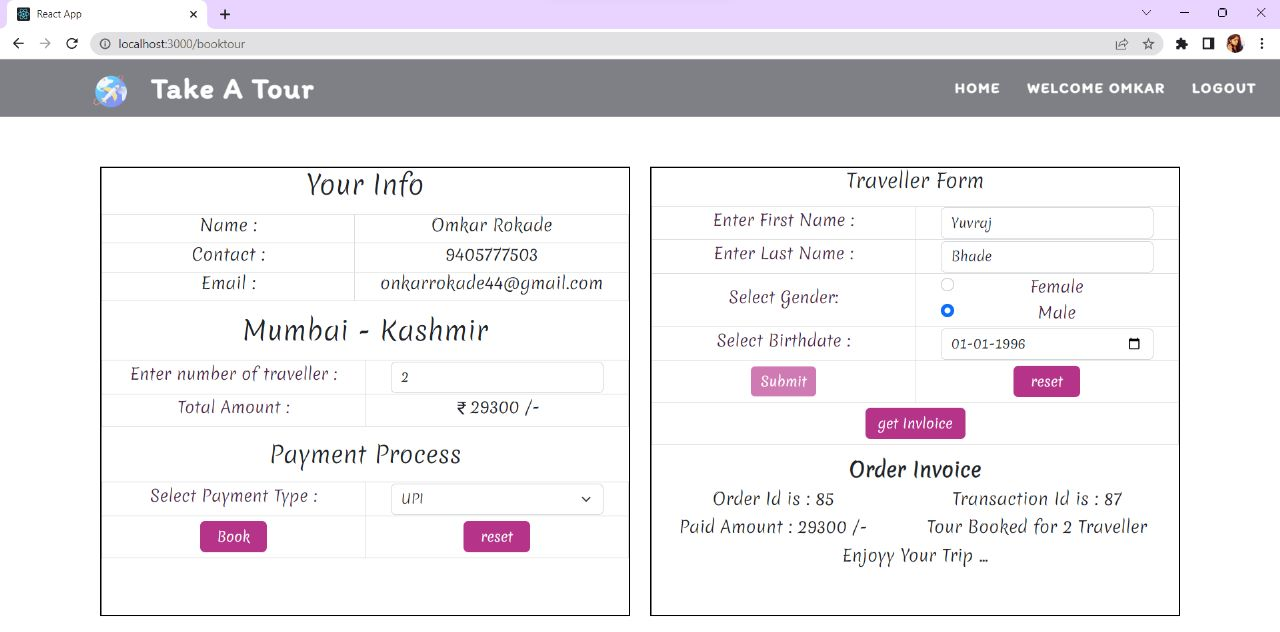 React App
localhost:3000/booktour
Take A Tour
HOME WELCOME OMKAR LOGOUT
Your Info
Name : Omkar Rokade
Contact : 9405777503
Email : onkarrokade44@gmail.com
Mumbai - Kashmir
Enter number of traveller : 2
Total Amount : ₹ 29300 /-
Payment Process
Select Payment Type : UPI
Book reset
Traveller Form
Enter First Name : Yuvraj
Enter Last Name : Bhade
Select Gender: Female
Male
Select Birthdate : 01-01-1996
Submit reset
get Invloice
Order Invoice
Order Id is : 85 Transaction Id is : 87
Paid Amount : 29300 /- Tour Booked for 2 Traveller
Enjoyy Your Trip ...